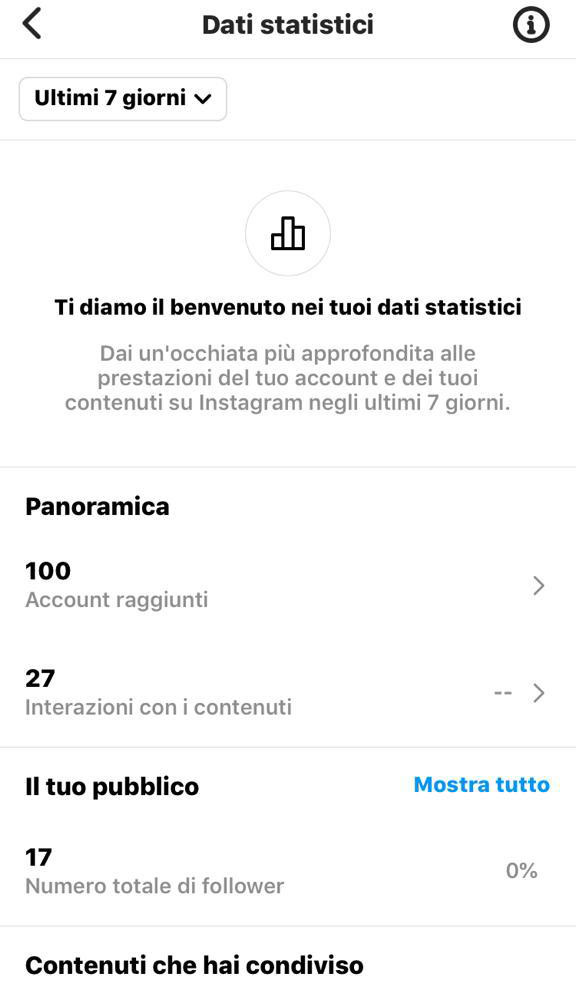 Dati statistici
Ultimi 7 giorni
Ti diamo il benvenuto nei tuoi dati statistici
Dai un'occhiata più approfondita alle
prestazioni del tuo account e dei tuoi
contenuti su Instagram negli ultimi 7 giorni.
Panoramica
100
Account raggiunti
27
Interazioni con i contenuti
--
Il tuo pubblico
Mostra tutto
17
Numero totale di follower
0%
Contenuti che hai condiviso